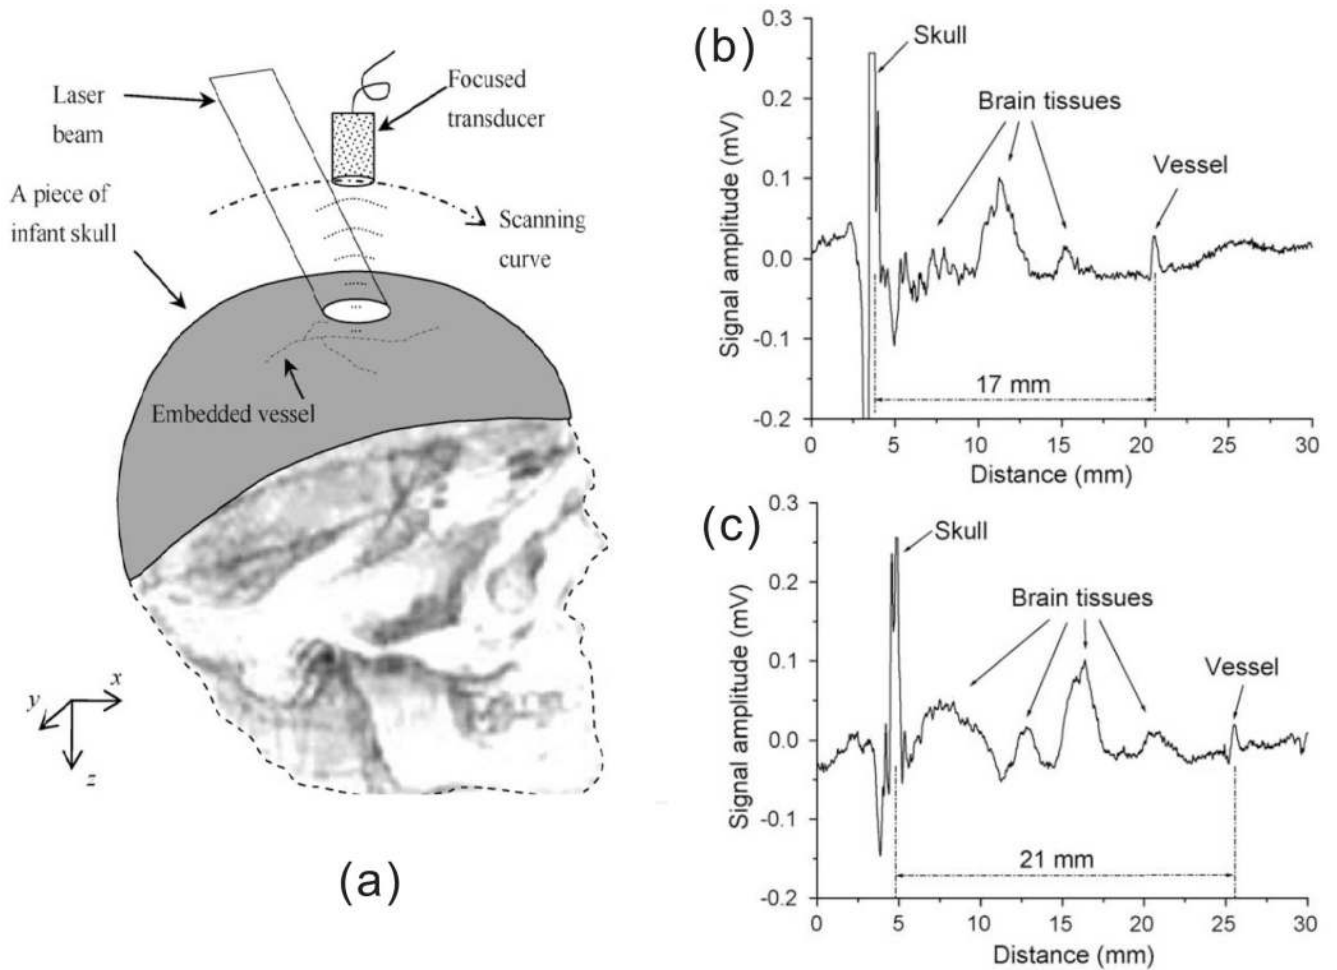 Laser
beam
Focused
transducer
A piece of
infant skull
Scanning
curve
Embedded vessel
x
y
z
(a)
(b)
Signal amplitude (mV)
0.3
0.2
0.1
0.0
-0.1
-0.2
Skull
Brain tissues
Vessel
17 mm
0 5 10 15 20 25 30
Distance (mm)
(c)
Signal amplitude (mV)
0.3
0.2
0.1
0.0
-0.1
-0.2
Skull
Brain tissues
Vessel
21 mm
0 5 10 15 20 25 30
Distance (mm)